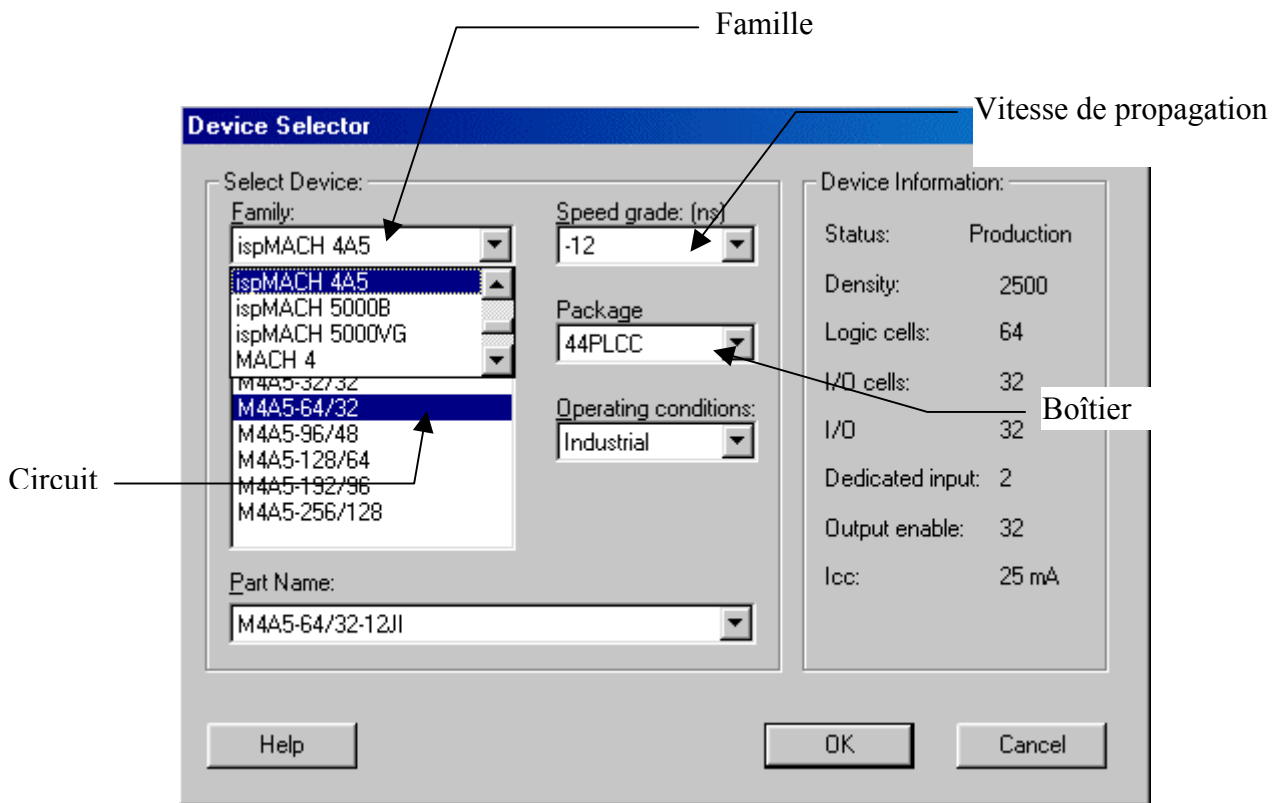 Famille
Vitesse de propagation
Device Selector
Select Device:
Family:
ispMACH 4A5
ispMACH 4A5
ispMACH 5000B
ispMACH 5000VG
MACH 4
M4A5-32/32
M4A5-64/32
M4A5-96/48
M4A5-128/64
M4A5-192/96
M4A5-256/128
Circuit
Speed grade: (ns)
-12
Package
44PLCC
Boîtier
Operating conditions:
Industrial
Part Name:
M4A5-64/32-12JI
Device Information:
Status: Production
Density: 2500
Logic cells: 64
I/O cells: 32
I/O 32
Dedicated input: 2
Output enable: 32
Icc: 25 mA
Help
OK
Cancel